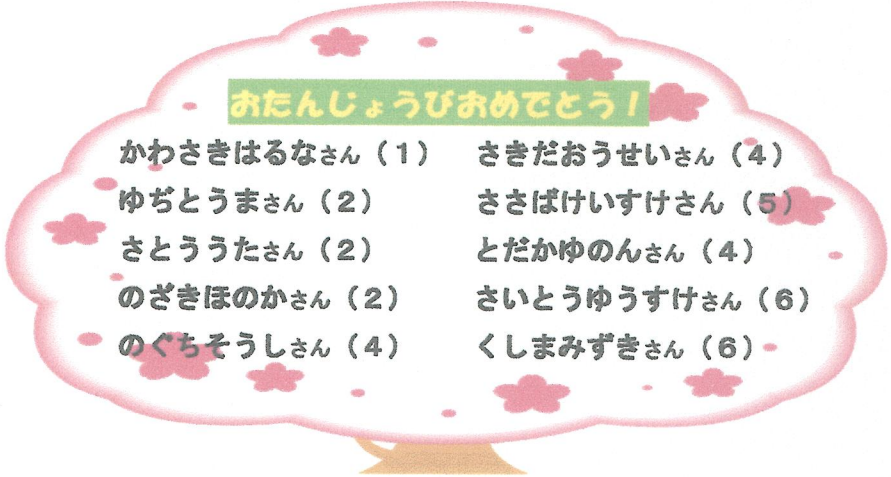 おたんじょうびおめでとう！
かわさきはるなさん（１）
ゆぢとうまさん（２）
さとううたさん（２）
のざきほのかさん（２）
のぐちそうしさん（４）
さきだおうせいさん（４）
ささばけいすけさん（５）
とだかゆのんさん（４）
さいとうゆうすけさん（６）
くしまみずきさん（６）